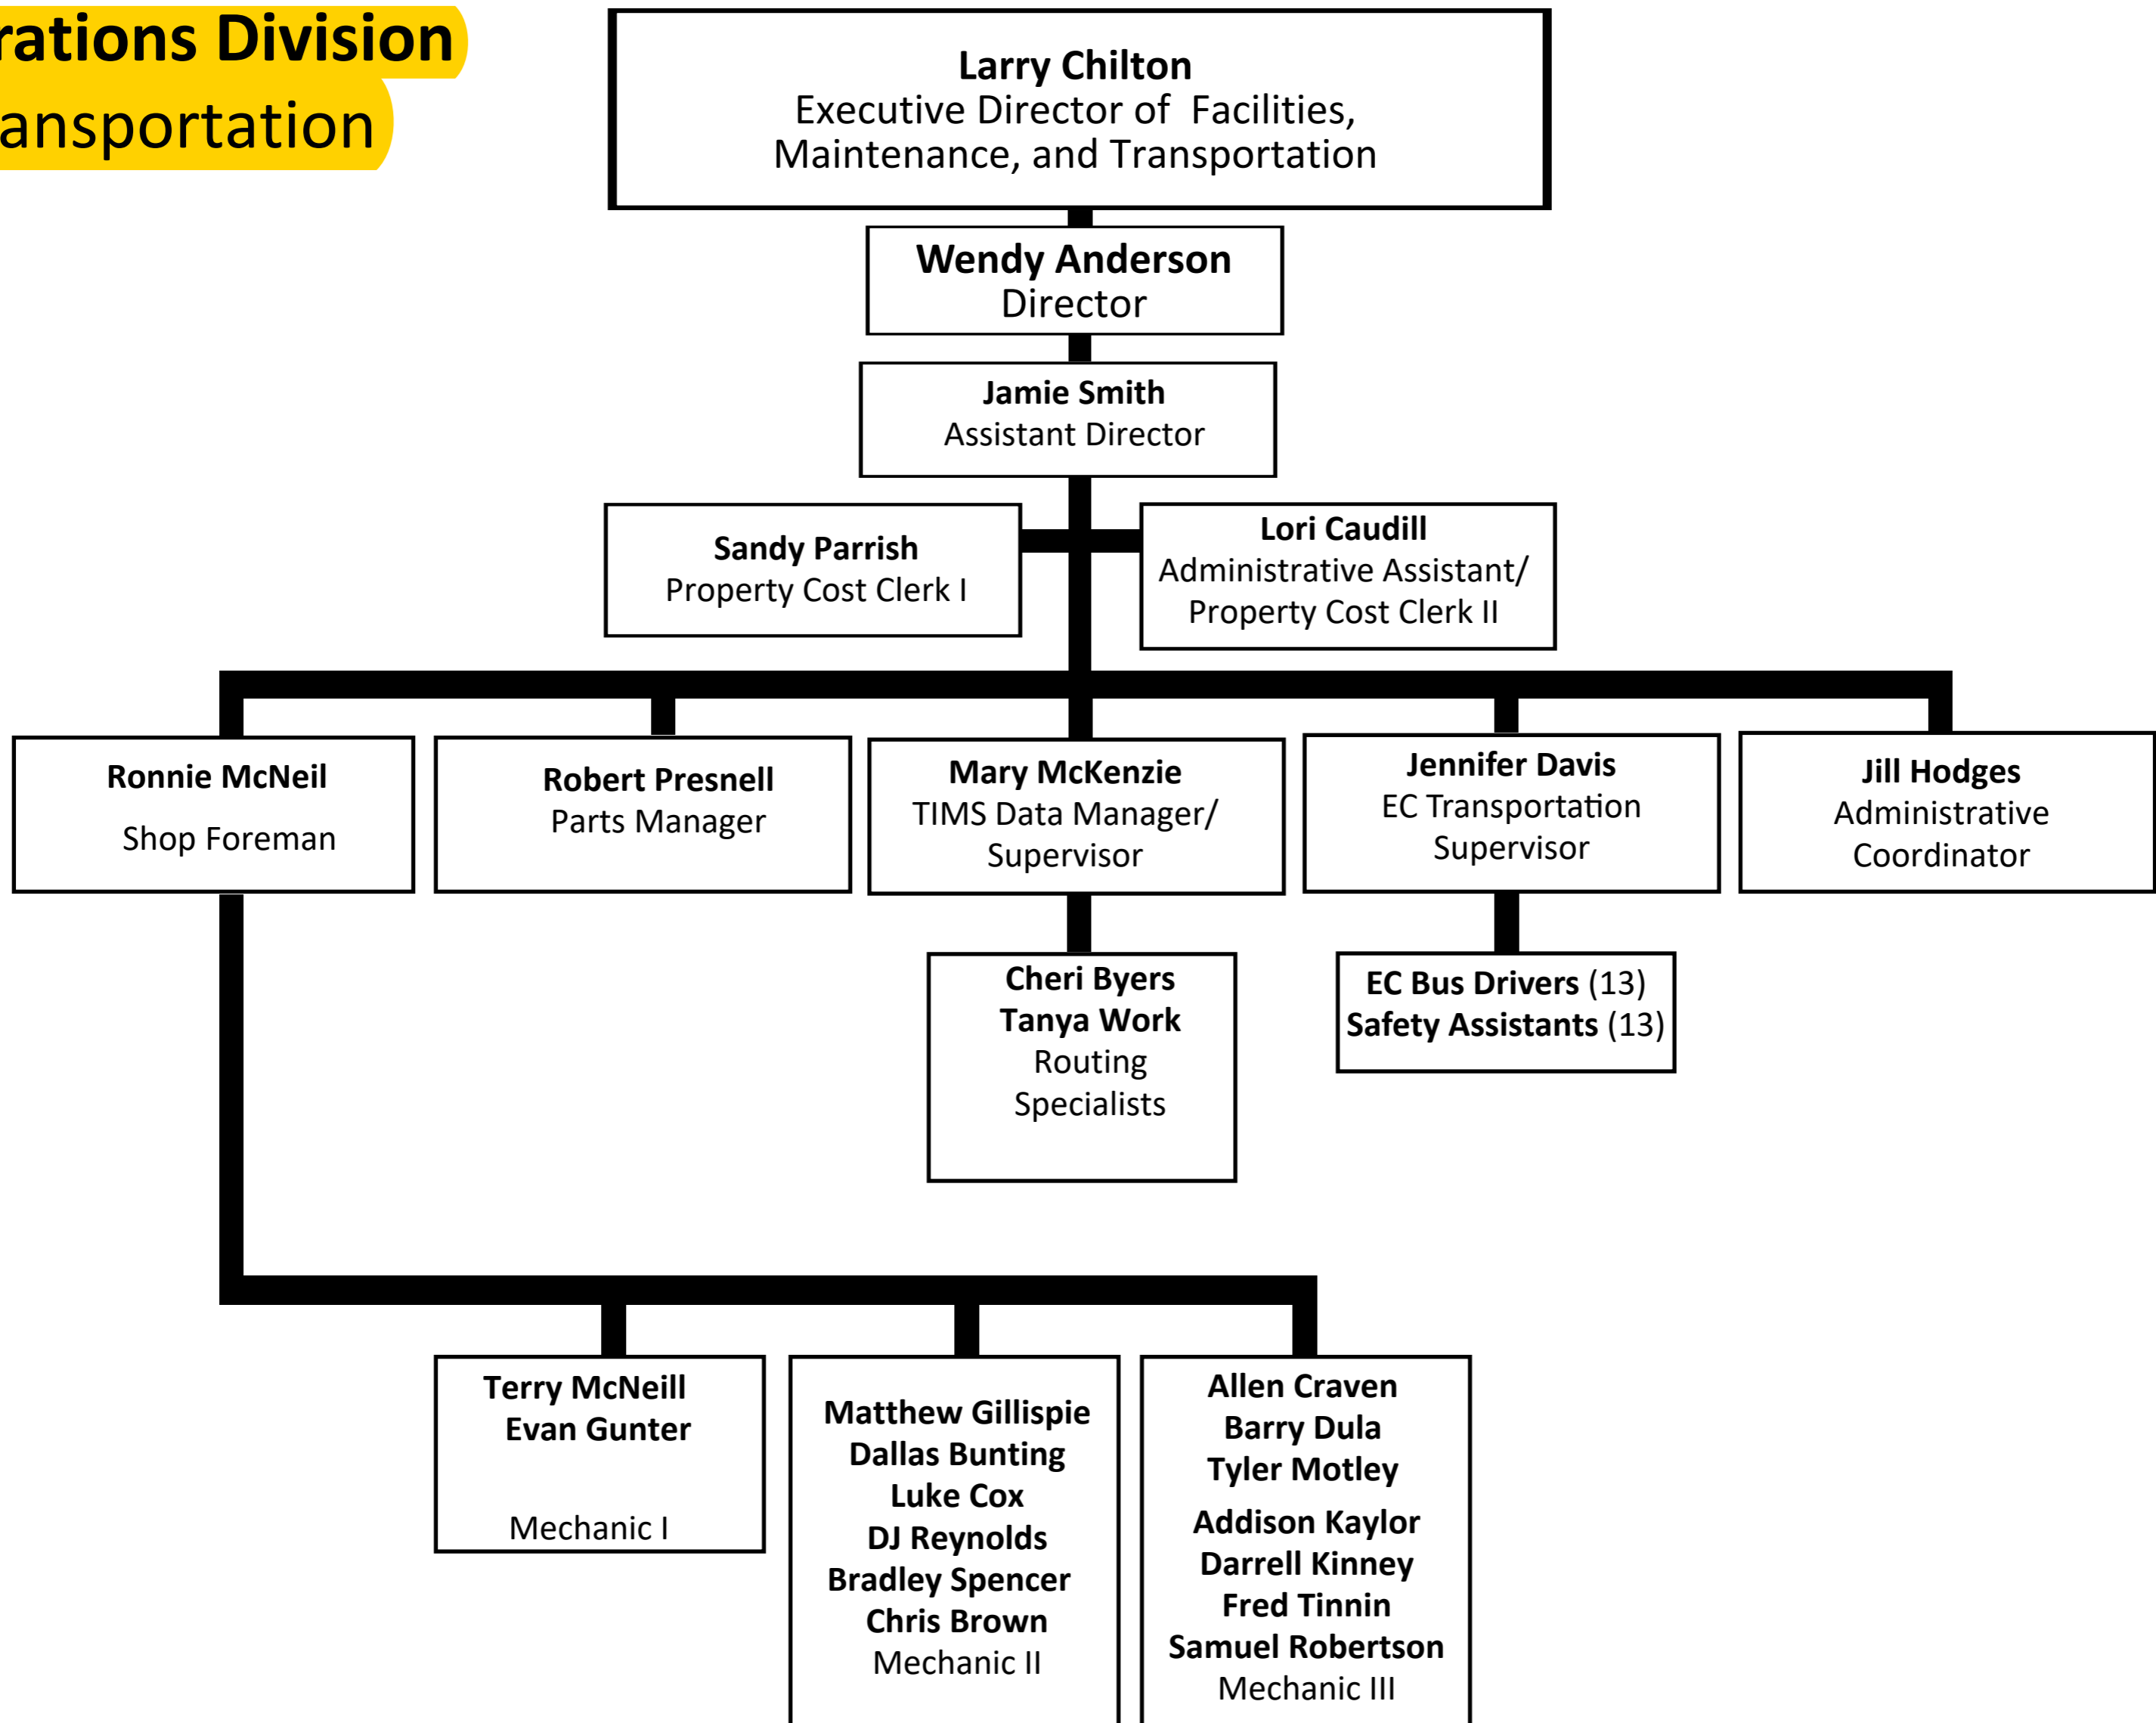 rations Division
ansportation
Larry Chilton
Executive Director of Facilities,
Maintenance, and Transportation
Wendy Anderson
Director
Jamie Smith
Assistant Director
Sandy Parrish
Property Cost Clerk I
Lori Caudill
Administrative Assistant/
Property Cost Clerk II
Ronnie McNeil
Shop Foreman
Robert Presnell
Parts Manager
Mary McKenzie
TIMS Data Manager/
Supervisor
Jennifer Davis
EC Transportation
Supervisor
Jill Hodges
Administrative
Coordinator
Cheri Byers
Tanya Work
Routing
Specialists
EC Bus Drivers (13)
Safety Assistants (13)
Terry McNeill
Evan Gunter
Mechanic I
Matthew Gillispie
Dallas Bunting
Luke Cox
DJ Reynolds
Bradley Spencer
Chris Brown
Mechanic II
Allen Craven
Barry Dula
Tyler Motley
Addison Kaylor
Darrell Kinney
Fred Tinnin
Samuel Robertson
Mechanic III